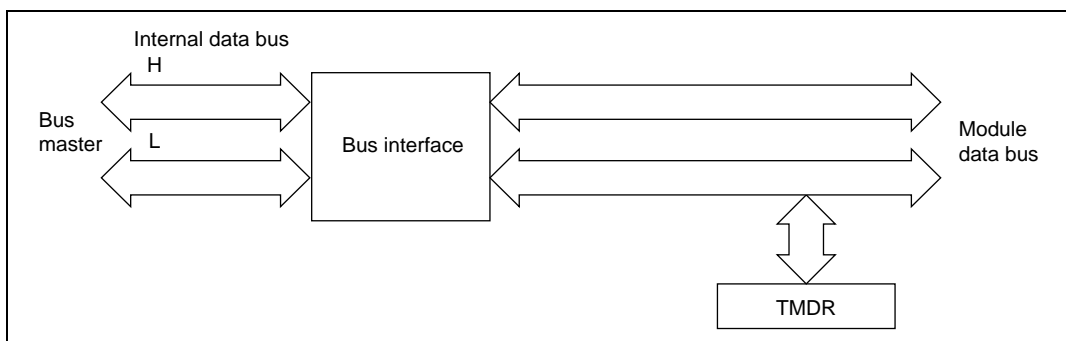 Internal data bus
H
Bus
master
L
Bus interface
Module
data bus
TMDR